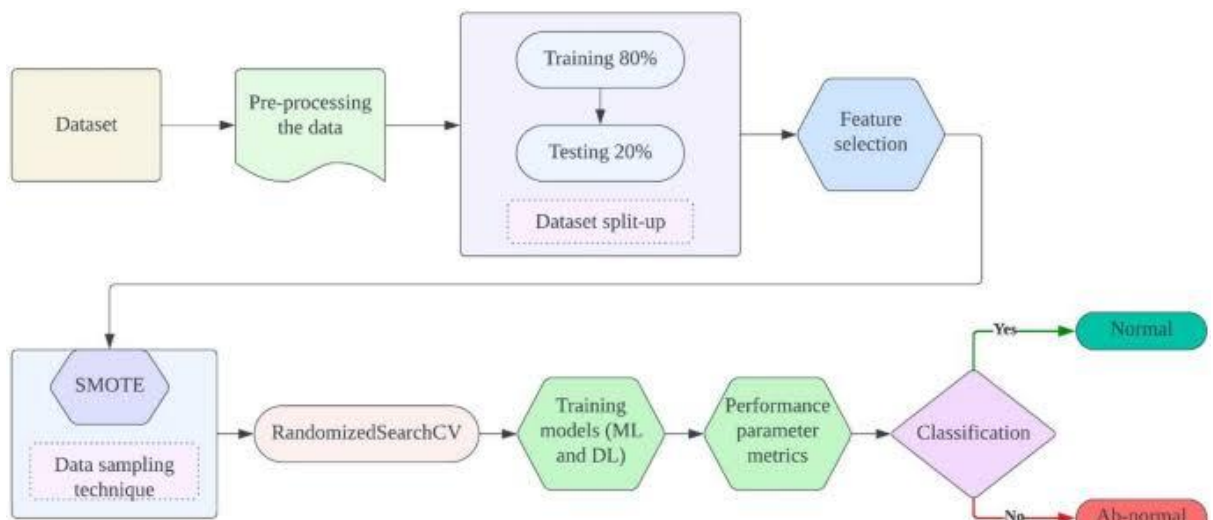 Dataset
Pre-processing
the data
Training 80%
Testing 20%
Dataset split-up
Feature
selection
SMOTE
Data sampling
technique
RandomizedSearchCV
Training
models (ML
and DL)
Performance
parameter
metrics
Classification
Yes
Normal
No
Ab-normal